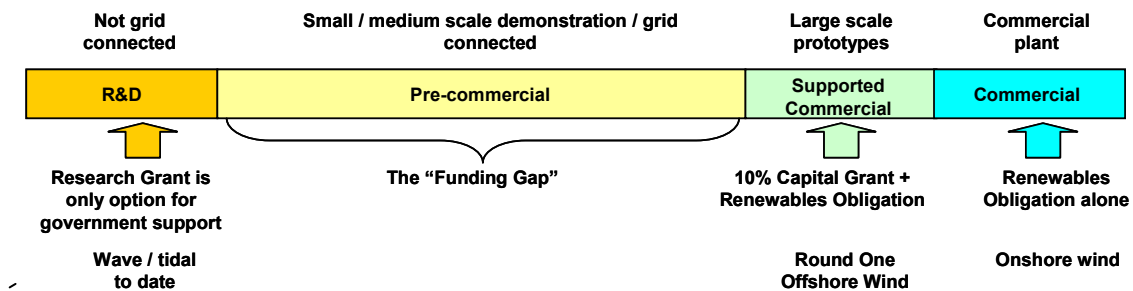 Not grid
connected
Small / medium scale demonstration / grid
connected
Large scale
prototypes
Commercial
plant
R&D
Pre-commercial
Supported
Commercial
Commercial
Research Grant is
only option for
government support
The “Funding Gap”
10% Capital Grant +
Renewables Obligation
Renewables
Obligation alone
Wave / tidal
to date
Round One
Offshore Wind
Onshore wind